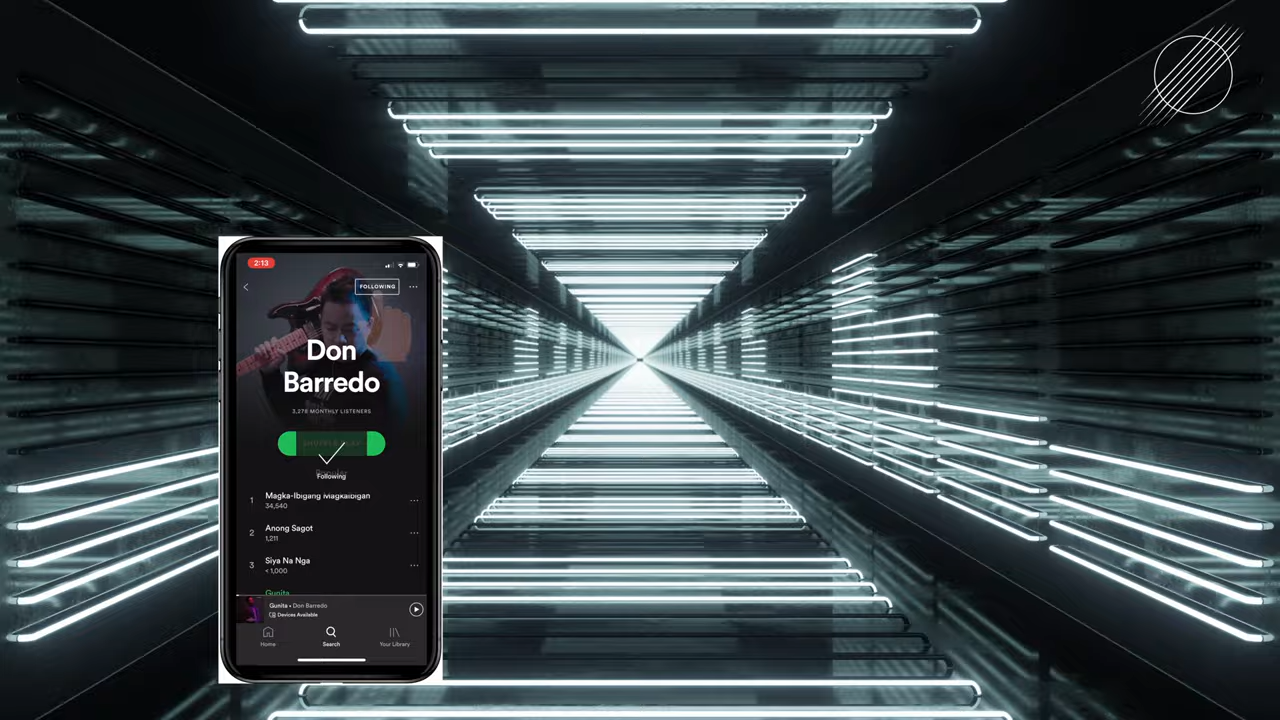 2:13
FOLLOWING
Don
Barredo
3,278 MONTHLY LISTENERS
Following
1 Magka-Ibigang Magkaibigan
34,540
2 Anong Sagot
1,211
3 Siya Na Nga
< 1,000
Gunita
Gunita • Don Barredo
Devices Available
Home
Search
Your Library